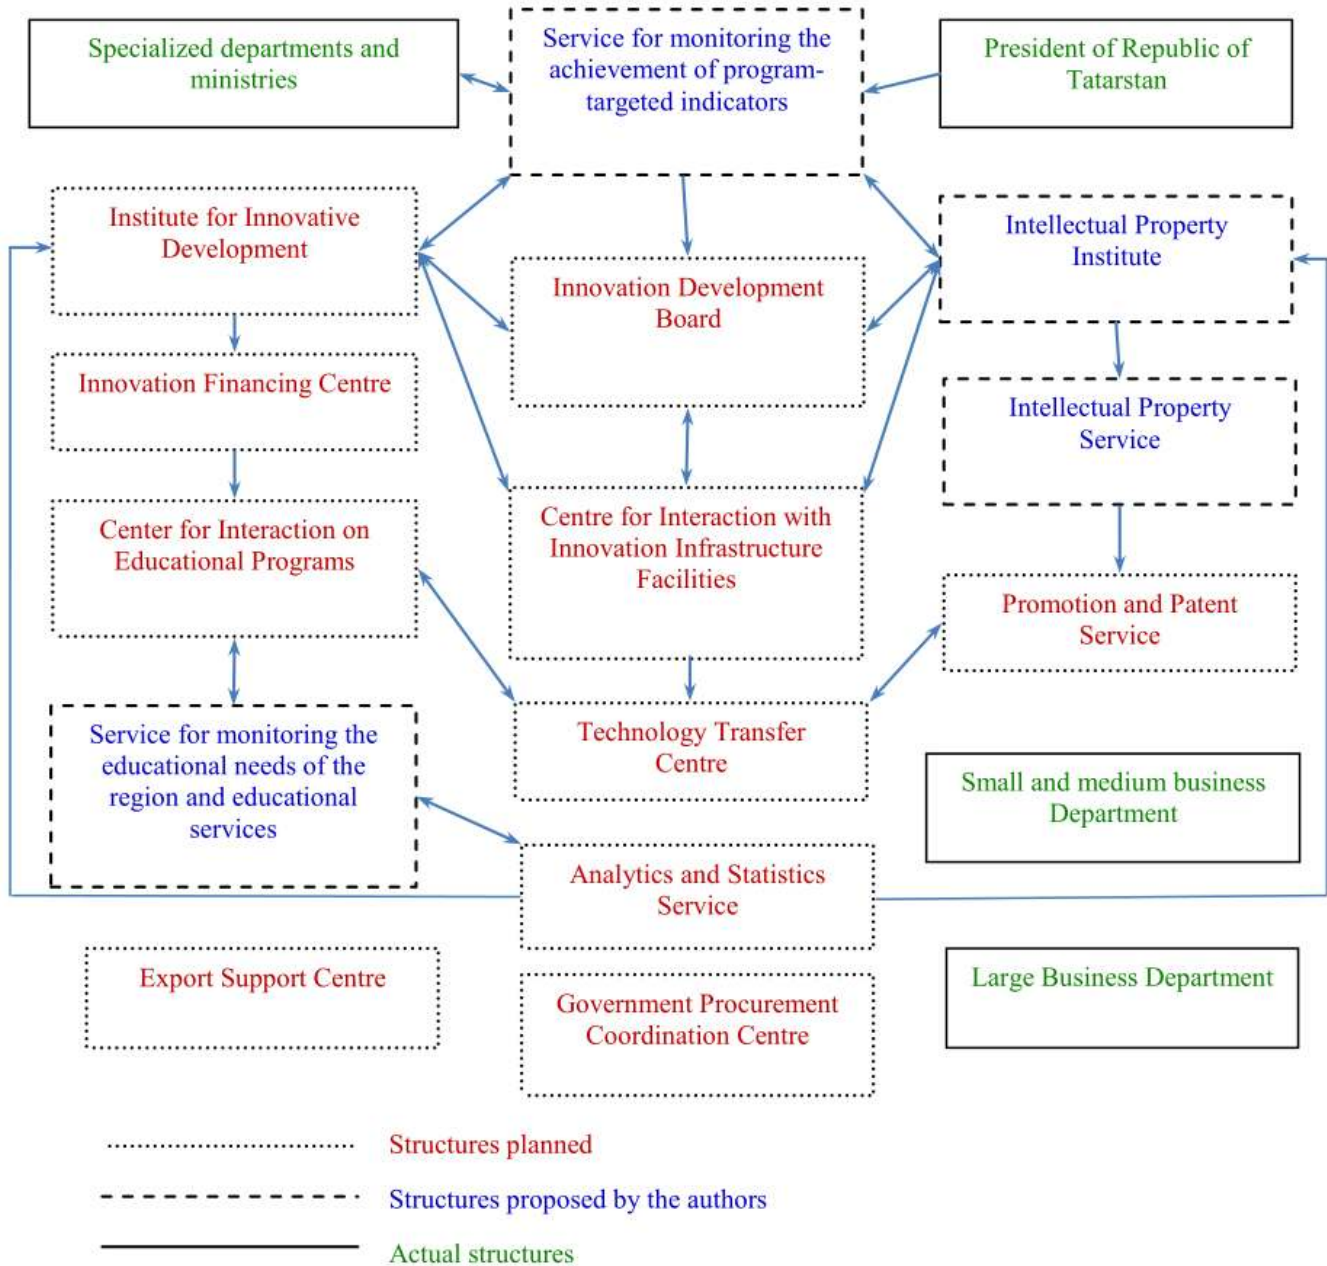 Specialized departments and
ministries
Service for monitoring the
achievement of program-
targeted indicators
President of Republic of
Tatarstan
Institute for Innovative
Development
Innovation Development
Board
Intellectual Property
Institute
Innovation Financing Centre
Intellectual Property
Service
Center for Interaction on
Educational Programs
Centre for Interaction with
Innovation Infrastructure
Facilities
Promotion and Patent
Service
Service for monitoring the
educational needs of the
region and educational
services
Technology Transfer
Centre
Small and medium business
Department
Analytics and Statistics
Service
Export Support Centre
Government Procurement
Coordination Centre
Large Business Department
Structures planned
Structures proposed by the authors
Actual structures